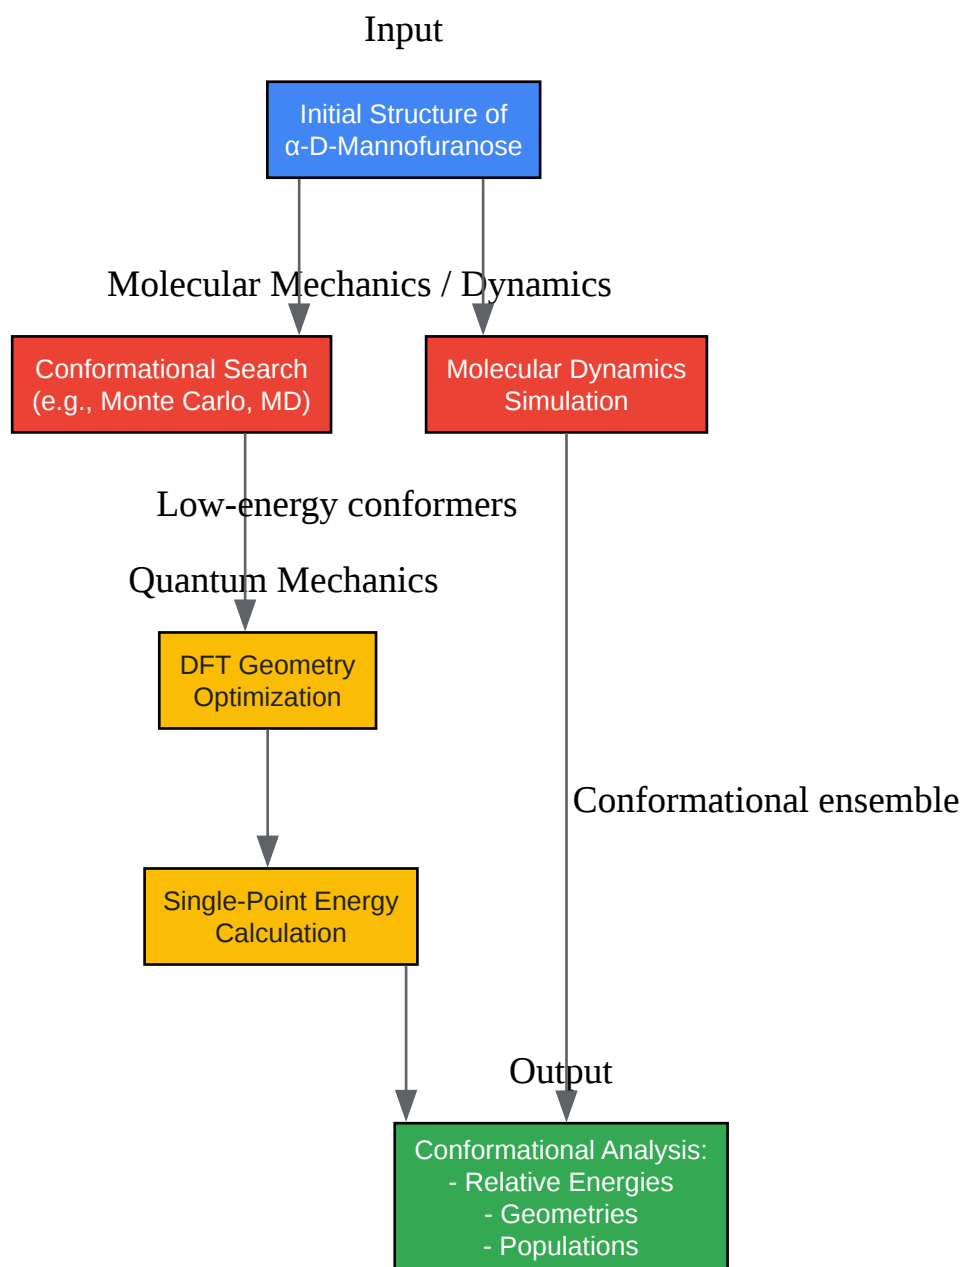 Input
Initial Structure of
α-D-Mannofuranose
Molecular Mechanics / Dynamics
Conformational Search
(e.g., Monte Carlo, MD)
Molecular Dynamics
Simulation
Low-energy conformers
Quantum Mechanics
DFT Geometry
Optimization
Conformational ensemble
Single-Point Energy
Calculation
Output
Conformational Analysis:
- Relative Energies
- Geometries
- Populations